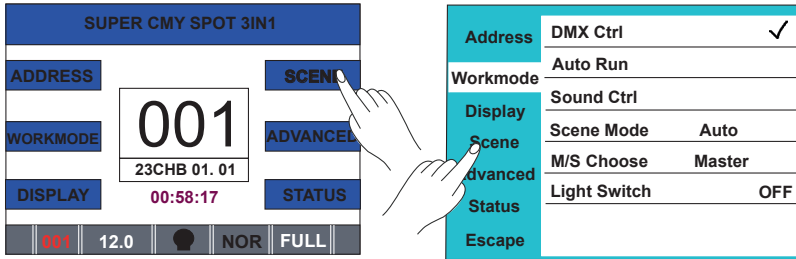 SUPER CMY SPOT 3IN1
ADDRESS
SCENE
001
WORKMODE
ADVANCED
23CHB 01. 01
DISPLAY
00:58:17
STATUS
001 12.0 NOR FULL
Address
DMX Ctrl
Workmode
Auto Run
Display
Sound Ctrl
Scene
Scene Mode Auto
Advanced
M/S Choose Master
Status
Light Switch OFF
Escape